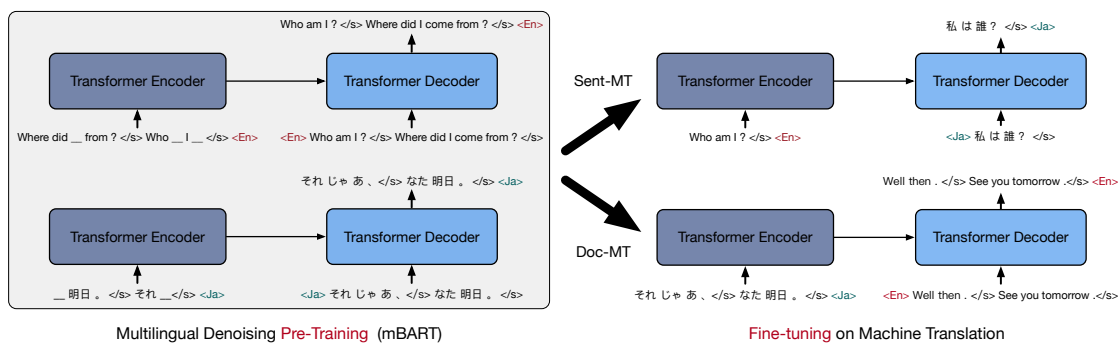 Who am I ? </s> Where did I come from ? </s> <En>
Transformer Encoder
Transformer Decoder
Where did __ from ? </s> Who __ I __ </s> <En>
<En> Who am I ? </s> Where did I come from ? </s>
それ じゃ あ 、 </s> なた 明日 。 </s> <Ja>
Transformer Encoder
Transformer Decoder
__ 明日 。 </s> それ __ </s> <Ja>
<Ja> それ じゃ あ 、 </s> なた 明日 。 </s>
Multilingual Denoising Pre-Training (mBART)
Sent-MT
Doc-MT
私 は 誰 ? </s> <Ja>
Transformer Encoder
Transformer Decoder
Who am I ? </s> <En>
<Ja> 私 は 誰 ? </s>
Well then . </s> See you tomorrow .</s> <En>
Transformer Encoder
Transformer Decoder
それ じゃ あ 、 </s> なた 明日 。 </s> <Ja>
<En> Well then . </s> See you tomorrow .</s>
Fine-tuning on Machine Translation